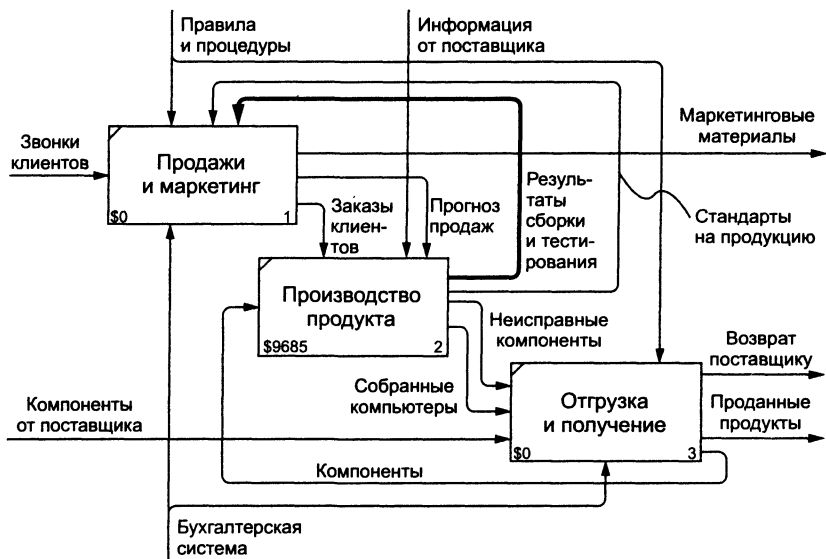 Правила
и процедуры
Информация
от поставщика
Звонки
клиентов
Продажи
и маркетинг
$0
1
Маркетинговые
материалы
Заказы
клиен-
тов
Прогноз
продаж
Резуль-
таты
сборки
и тести-
рования
Стандарты
на продукцию
Производство
продукта
$9685
2
Неисправные
компоненты
Собранные
компьютеры
Возврат
поставщику
Компоненты
от поставщика
Отгрузка
и получение
$0
3
Проданные
продукты
Компоненты
Бухгалтерская
система